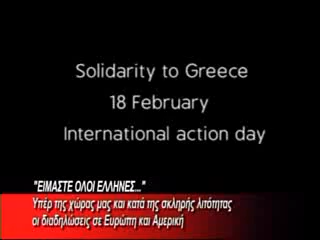 Solidarity to Greece
18 February
International action day
"ΕΙΜΑΣΤΕ ΟΛΟΙ ΕΛΛΗΝΕΣ..."
Υπέρ της χώρας μας και κατά της σκληρής λιτότητας
οι διαδηλώσεις σε Ευρώπη και Αμερική